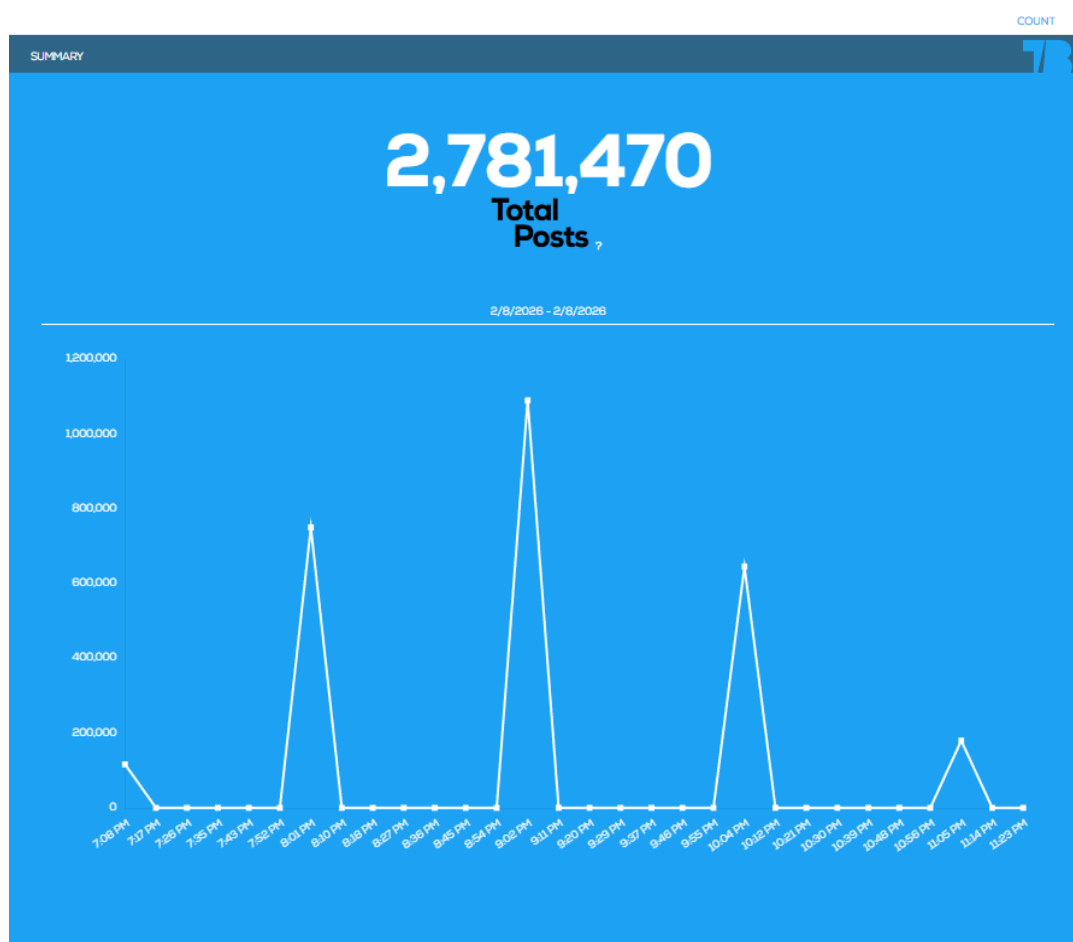 COUNT
SUMMARY
TB
2,781,470
Total
Posts ?
2/8/2026 - 2/8/2026
1,200,000
1,000,000
800,000
600,000
400,000
200,000
0
7:08 PM 7:17 PM 7:26 PM 7:35 PM 7:43 PM 7:52 PM 8:01 PM 8:10 PM 8:18 PM 8:27 PM 8:36 PM 8:45 PM 8:54 PM 9:02 PM 9:11 PM 9:20 PM 9:29 PM 9:37 PM 9:46 PM 9:55 PM 10:04 PM 10:12 PM 10:21 PM 10:30 PM 10:39 PM 10:48 PM 10:56 PM 11:05 PM 11:14 PM 11:23 PM